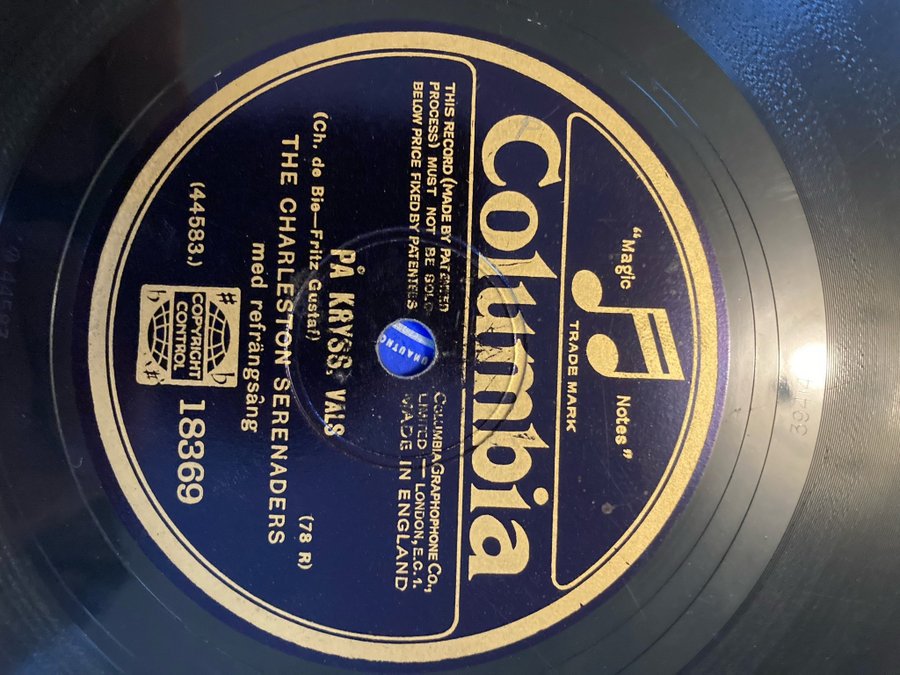 "Magic Notes"
TRADE MARK
Columbia
THIS RECORD (MADE BY PATENTED
PROCESS) MUST NOT BE SOLD
BELOW PRICE FIXED BY PATENTEES
COLUMBIA GRAPHOPHONE CO.,
LIMITED — LONDON, E.C.1.
MADE IN ENGLAND
PÅ KRYSS. VALS
(Ch. de Bie—Fritz Gustaf)
(78 R)
THE CHARLESTON SERENADERS
med refrängsång
(44583.)
COPYRIGHT
CONTROL
18369